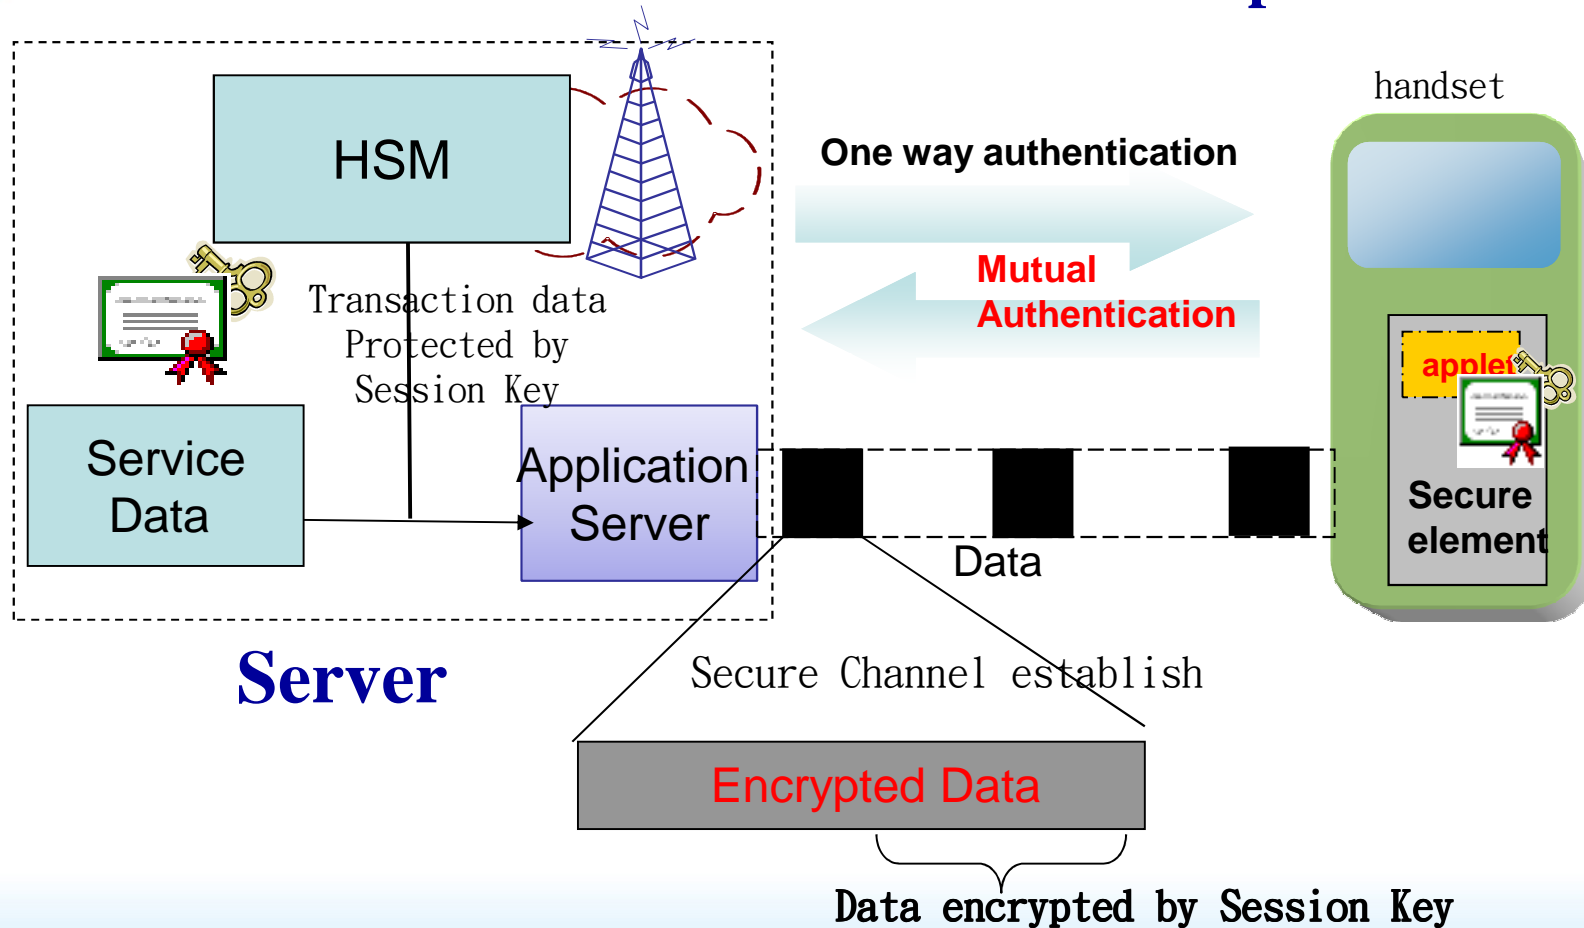 handset
HSM
One way authentication
Mutual
Authentication
Transaction data
Protected by
Session Key
applet
Service
Data
Application
Server
Secure
element
Data
Server
Secure Channel establish
Encrypted Data
Data encrypted by Session Key